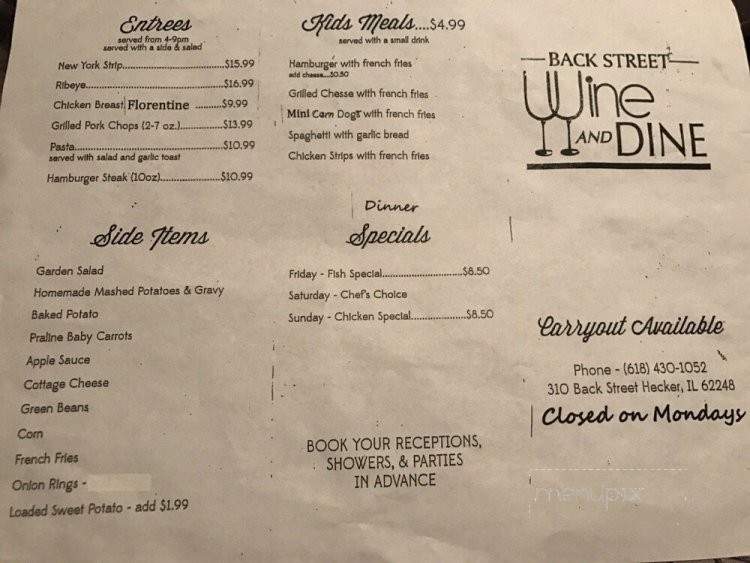 Entrees
served from 4-9pm
served with a side & salad
New York Strip...........................$15.99
Ribeye......................................$16.99
Chicken Breast Florentine .........$9.99
Grilled Pork Chops (2-7 oz.).............$13.99
Pasta........................................$10.99
served with salad and garlic toast
Hamburger Steak (10oz)................$10.99
Kids Meals....$4.99
served with a small drink
Hamburger with french fries
add cheese....$0.50
Grilled Chesse with french fries
Mini Corn Dogs with french fries
Spaghetti with garlic bread
Chicken Strips with french fries
BACK STREET
Wine
AND DINE
Side Items
Garden Salad
Homemade Mashed Potatoes & Gravy
Baked Potato
Praline Baby Carrots
Apple Sauce
Cottage Cheese
Green Beans
Corn
French Fries
Onion Rings -
Loaded Sweet Potato - add $1.99
Dinner
Specials
Friday - Fish Special......................$8.50
Saturday - Chef's Choice
Sunday - Chicken Special...............$8.50
BOOK YOUR RECEPTIONS,
SHOWERS, & PARTIES
IN ADVANCE
Carryout Available
Phone - (618) 430-1052
310 Back Street Hecker, IL 62248
Closed on Mondays
menupix